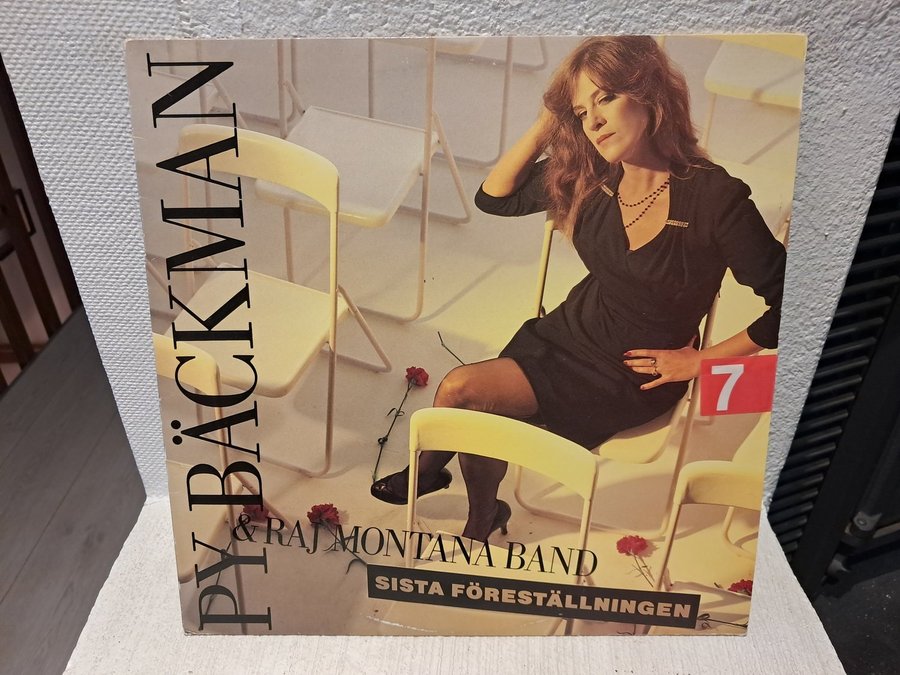 PY BÄCKMAN
& RAJ MONTANA BAND
SISTA FÖRESTÄLLNINGEN
7